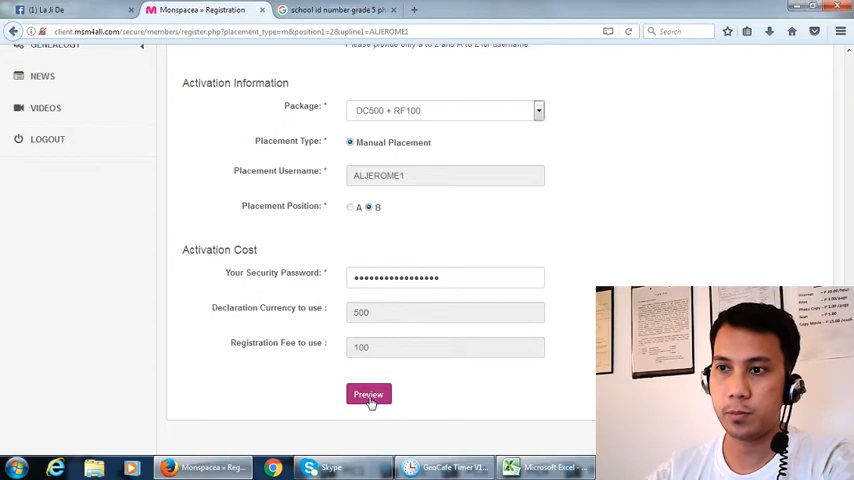 (1) La Ji De
Monspacea » Registration
school id number grade 5 ph
client.msm4all.com/secure/members/register.php?placement_type=m&position1=2&upline1=ALJEROME1
Search
GENEALOGY
Please provide only a to z and A to Z for username.
NEWS
VIDEOS
LOGOUT
Activation Information
Package: *
DC500 + RF100
Placement Type: *
Manual Placement
Placement Username: *
ALJEROME1
Placement Position: *
A B
Activation Cost
Your Security Password: *
Declaration Currency to use :
500
Registration Fee to use :
100
Preview
Monspacea » Reg...
Skype
GeoCafe Timer V1...
Microsoft Excel - ...